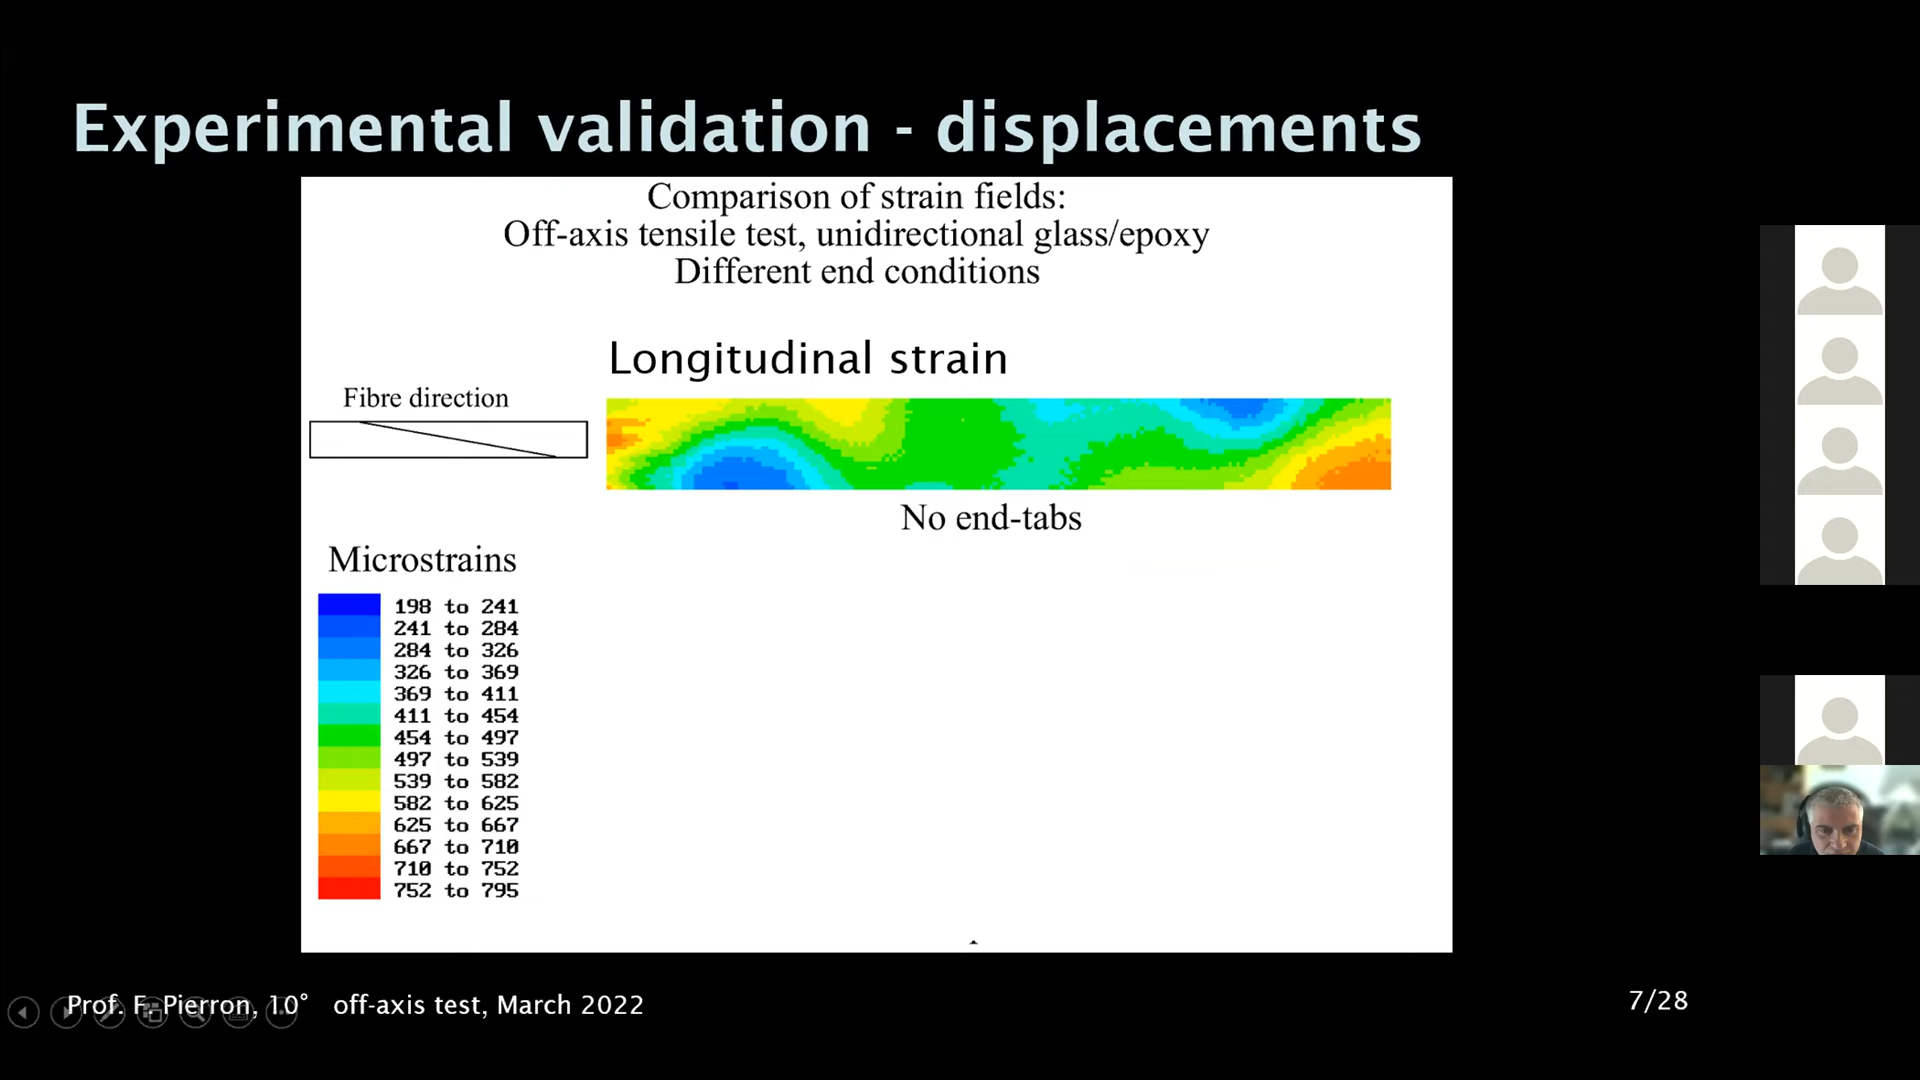 Experimental validation - displacements
Comparison of strain fields:
Off-axis tensile test, unidirectional glass/epoxy
Different end conditions
Longitudinal strain
Fibre direction
No end-tabs
Microstrains
198 to 241
241 to 284
284 to 326
326 to 369
369 to 411
411 to 454
454 to 497
497 to 539
539 to 582
582 to 625
625 to 667
667 to 710
710 to 752
752 to 795
Prof. F. Pierron, 10° off-axis test, March 2022
7/28